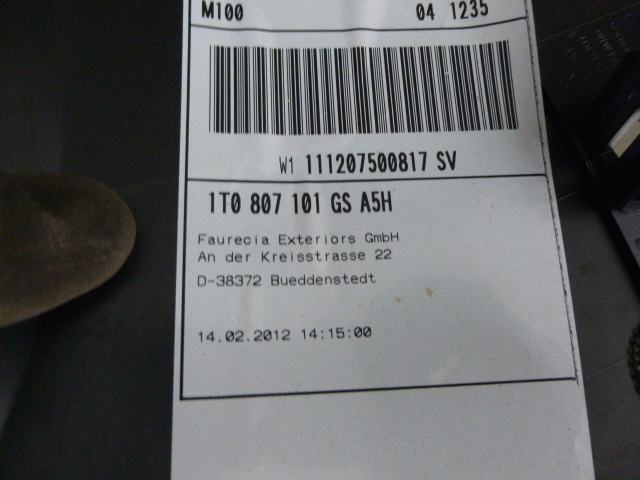 M100 04 1235
W1 111207500817 SV
1T0 807 101 GS A5H
Faurecia Exteriors GmbH
An der Kreisstrasse 22
D-38372 Bueddenstedt
14.02.2012 14:15:00